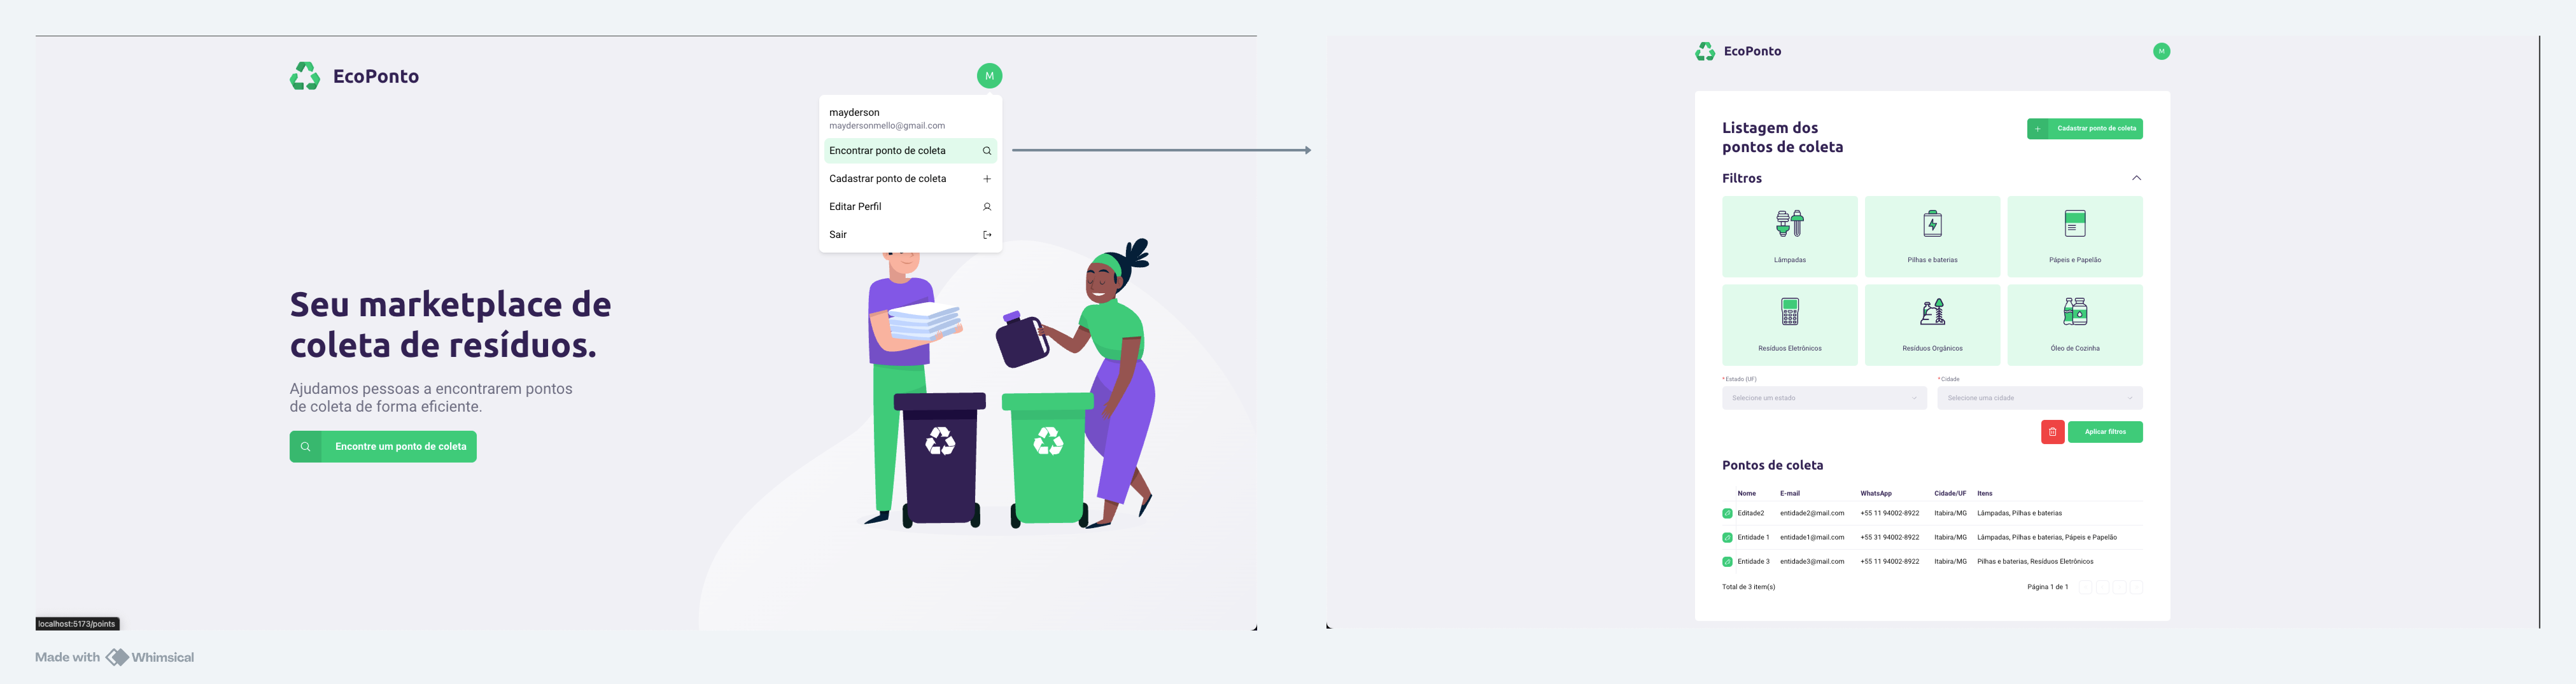 EcoPonto
M
mayderson
maydersonmello@gmail.com
Encontrar ponto de coleta
Cadastrar ponto de coleta
Editar Perfil
Sair
Seu marketplace de
coleta de resíduos.
Ajudamos pessoas a encontrarem pontos
de coleta de forma eficiente.
Encontre um ponto de coleta
localhost:5173/points
EcoPonto
M
Listagem dos
pontos de coleta
Cadastrar ponto de coleta
Filtros
Lâmpadas
Pilhas e baterias
Pápeis e Papelão
Resíduos Eletrônicos
Resíduos Orgânicos
Óleo de Cozinha
*Estado (UF)
*Cidade
Selecione um estado
Selecione uma cidade
Aplicar filtros
Pontos de coleta
Nome E-mail WhatsApp Cidade/UF Itens
Editade2 entidade2@mail.com +55 11 94002-8922 Itabira/MG Lâmpadas, Pilhas e baterias
Entidade 1 entidade1@mail.com +55 31 94002-8922 Itabira/MG Lâmpadas, Pilhas e baterias, Pápeis e Papelão
Entidade 3 entidade3@mail.com +55 11 94002-8922 Itabira/MG Pilhas e baterias, Resíduos Eletrônicos
Total de 3 item(s)
Página 1 de 1
Made with Whimsical